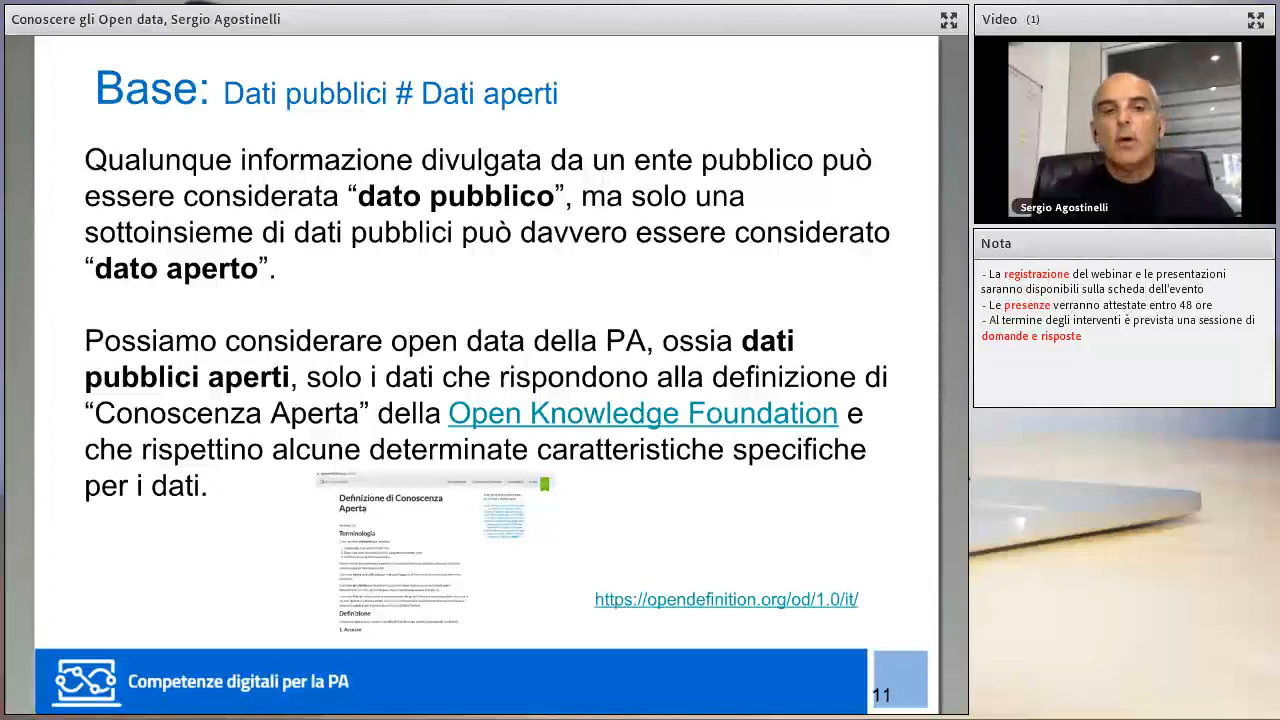 Conoscere gli Open data, Sergio Agostinelli
Base: Dati pubblici # Dati aperti
Qualunque informazione divulgata da un ente pubblico può
essere considerata “dato pubblico”, ma solo una
sottoinsieme di dati pubblici può davvero essere considerato
“dato aperto”.
Possiamo considerare open data della PA, ossia dati
pubblici aperti, solo i dati che rispondono alla definizione di
“Conoscenza Aperta” della Open Knowledge Foundation e
che rispettino alcune determinate caratteristiche specifiche
per i dati.
Definizione di Conoscenza
Aperta
Terminologia
Definizione
1. Accesso
https://opendefinition.org/od/1.0/it/
Competenze digitali per la PA
11
Video (1)
Sergio Agostinelli
Nota
- La registrazione del webinar e le presentazioni
saranno disponibili sulla scheda dell'evento
- Le presenze verranno attestate entro 48 ore
- Al termine degli interventi è prevista una sessione di
domande e risposte